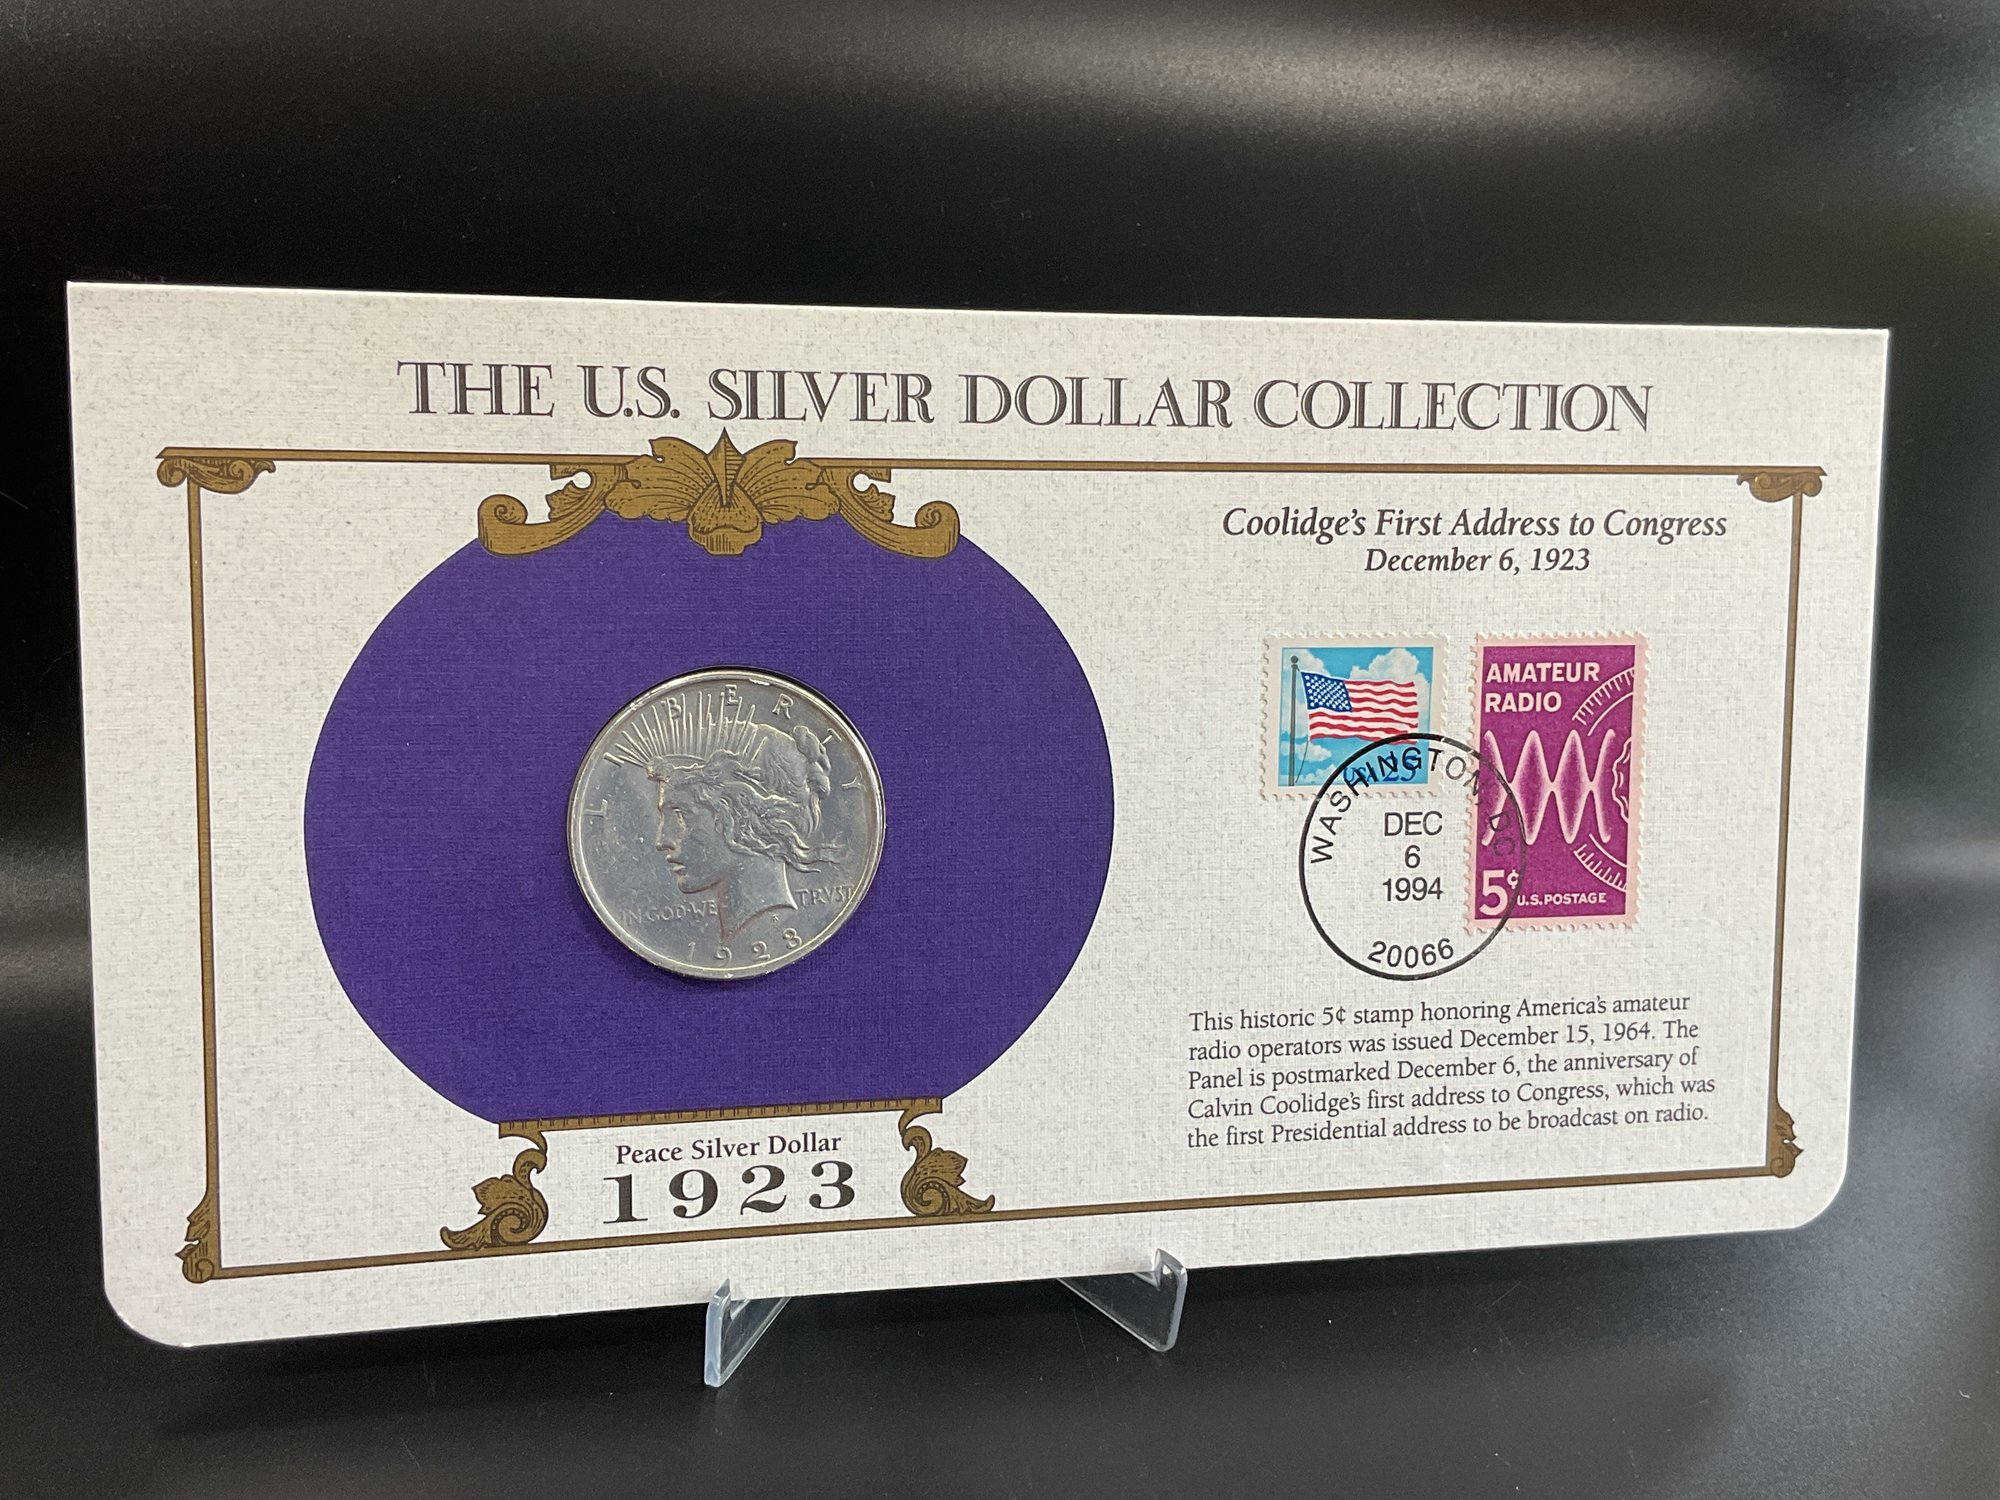 THE U.S. SILVER DOLLAR COLLECTION
LIBERTY
IN GOD WE TRVST
1923
Peace Silver Dollar
1923
Coolidge's First Address to Congress
December 6, 1923
USA 25
AMATEUR
RADIO
5¢ U.S. POSTAGE
WASHINGTON, DC
DEC
6
1994
20066
This historic 5¢ stamp honoring America's amateur
radio operators was issued December 15, 1964. The
Panel is postmarked December 6, the anniversary of
Calvin Coolidge's first address to Congress, which was
the first Presidential address to be broadcast on radio.